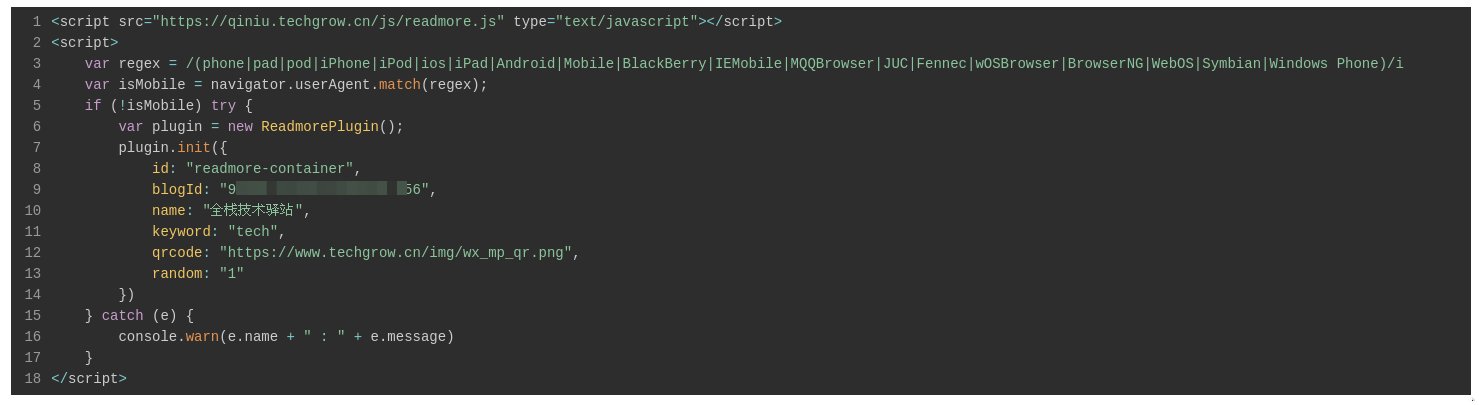 1 <script src="https://qiniu.techgrow.cn/js/readmore.js" type="text/javascript"></script>
2 <script>
3     var regex = /(phone|pad|pod|iPhone|iPod|ios|iPad|Android|Mobile|BlackBerry|IEMobile|MQQBrowser|JUC|Fennec|wOSBrowser|BrowserNG|WebOS|Symbian|Windows Phone)/i
4     var isMobile = navigator.userAgent.match(regex);
5     if (!isMobile) try {
6         var plugin = new ReadmorePlugin();
7         plugin.init({
8             id: "readmore-container",
9             blogId: "9 56",
10             name: "全栈技术驿站",
11             keyword: "tech",
12             qrcode: "https://www.techgrow.cn/img/wx_mp_qr.png",
13             random: "1"
14         })
15     } catch (e) {
16         console.warn(e.name + " : " + e.message)
17     }
18 </script>